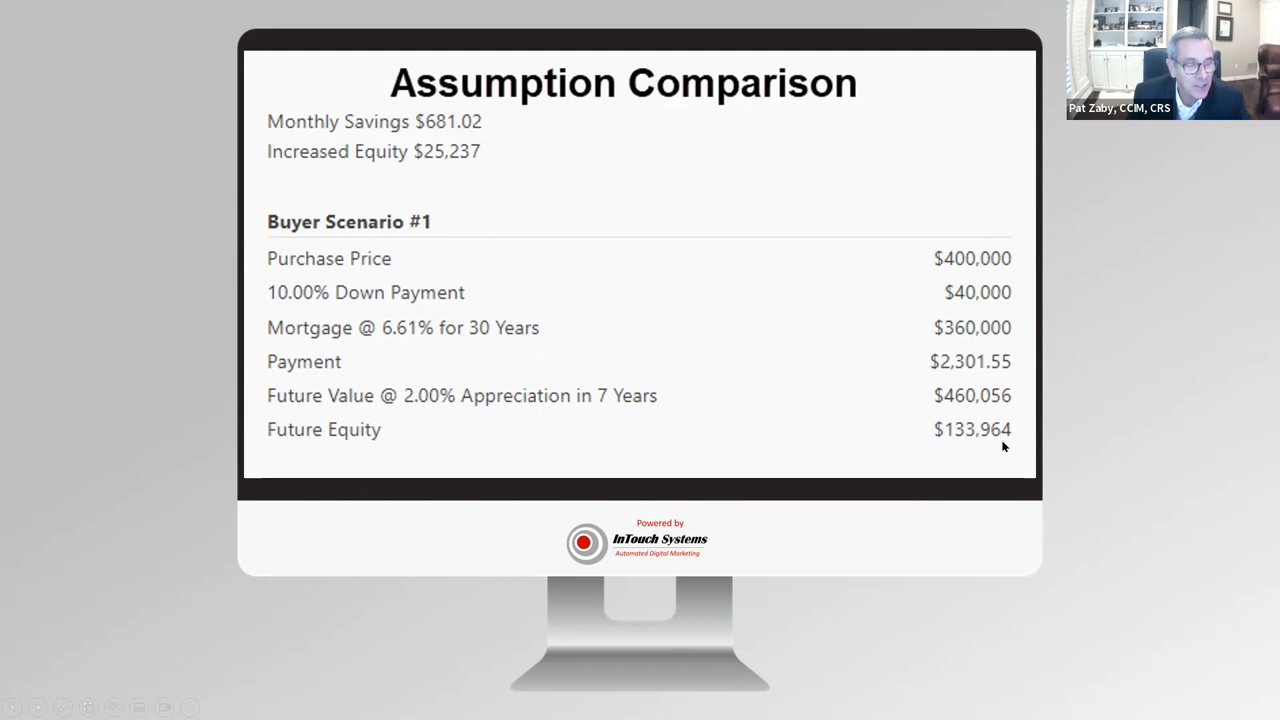 Assumption Comparison
Monthly Savings $681.02
Increased Equity $25,237
Buyer Scenario #1
Purchase Price $400,000
10.00% Down Payment $40,000
Mortgage @ 6.61% for 30 Years $360,000
Payment $2,301.55
Future Value @ 2.00% Appreciation in 7 Years $460,056
Future Equity $133,964
Powered by
InTouch Systems
Automated Digital Marketing
Pat Zaby, CCIM, CRS